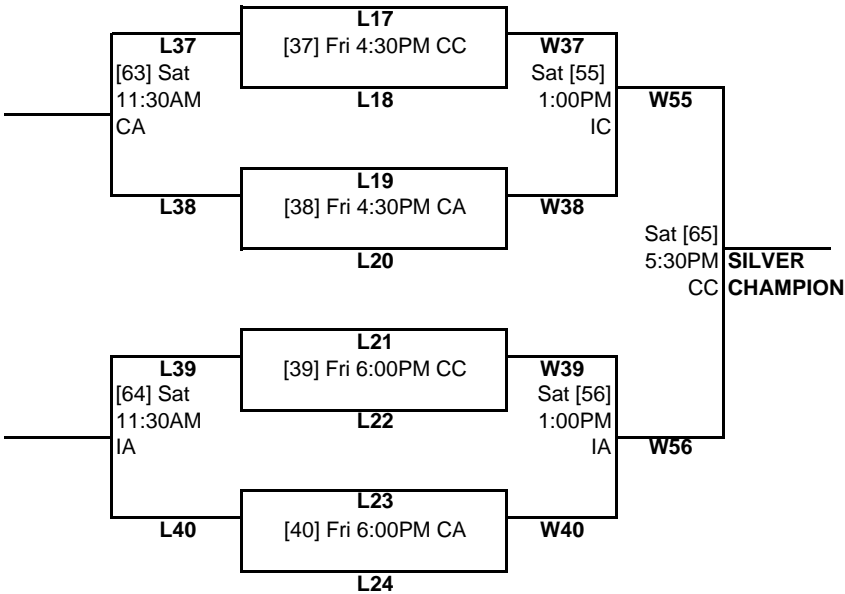 L17
L37
[37] Fri 4:30PM CC
W37
[63] Sat
11:30AM
CA
Sat [55]
1:00PM
IC
L18
W55
L19
L38
[38] Fri 4:30PM CA
W38
L20
Sat [65]
5:30PM
CC
SILVER
CHAMPION
L21
L39
[39] Fri 6:00PM CC
W39
[64] Sat
11:30AM
IA
Sat [56]
1:00PM
IA
L22
W56
L23
L40
[40] Fri 6:00PM CA
W40
L24